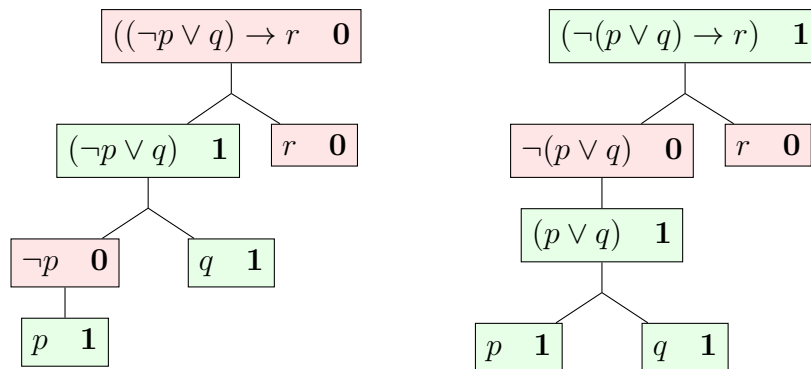 ((¬p ∨ q) → r 0
(¬p ∨ q) 1
r 0
¬p 0
q 1
p 1
(¬(p ∨ q) → r) 1
¬(p ∨ q) 0
r 0
(p ∨ q) 1
p 1
q 1